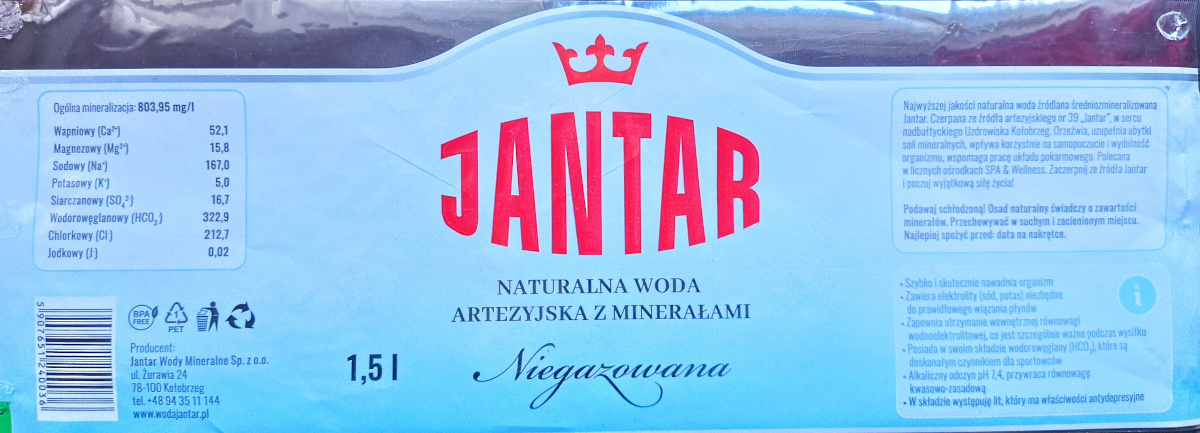 Ogólna mineralizacja: 803,95 mg/l
Wapniowy (Ca²⁺) 52,1
Magnezowy (Mg²⁺) 15,8
Sodowy (Na⁺) 167,0
Potasowy (K⁺) 5,0
Siarczanowy (SO₄²⁻) 16,7
Wodorowęglanowy (HCO₃⁻) 322,9
Chlorkowy (Cl⁻) 212,7
Jodkowy (J⁻) 0,02
5 907651 240036
BPA
FREE
1
PET
Producent:
Jantar Wody Mineralne Sp. z o.o.
ul. Żurawia 24
78-100 Kołobrzeg
tel. +48 94 35 11 144
www.wodajantar.pl
1,5 l
JANTAR
NATURALNA WODA
ARTEZYJSKA Z MINERAŁAMI
Niegazowana
Najwyższej jakości naturalna woda źródlana średniozmineralizowana
Jantar. Czerpana ze źródła artezyjskiego nr 39 „Jantar", w sercu
nadbałtyckiego Uzdrowiska Kołobrzeg. Orzeźwia, uzupełnia ubytki
soli mineralnych, wpływa korzystnie na samopoczucie i wydolność
organizmu, wspomaga pracę układu pokarmowego. Polecana
w licznych ośrodkach SPA & Wellness. Zaczerpnij ze źródła Jantar
i poczuj wyjątkową siłę życia!
Podawaj schłodzoną! Osad naturalny świadczy o zawartości
minerałów. Przechowywać w suchym i zacienionym miejscu.
Najlepiej spożyć przed: data na nakrętce.
i
• Szybko i skutecznie nawadnia organizm
• Zawiera elektrolity (sód, potas) niezbędne
do prawidłowego wiązania płynów
• Zapewnia utrzymanie wewnętrznej równowagi
wodnoelektrolitowej, co jest szczególnie ważne podczas wysiłku
• Posiada w swoim składzie wodorowęglany (HCO₃), które są
doskonałym czynnikiem dla sportowców
• Alkaliczny odczyn pH 7,4, przywraca równowagę
kwasowo-zasadową
• W składzie występuję lit, który ma właściwości antydepresyjne